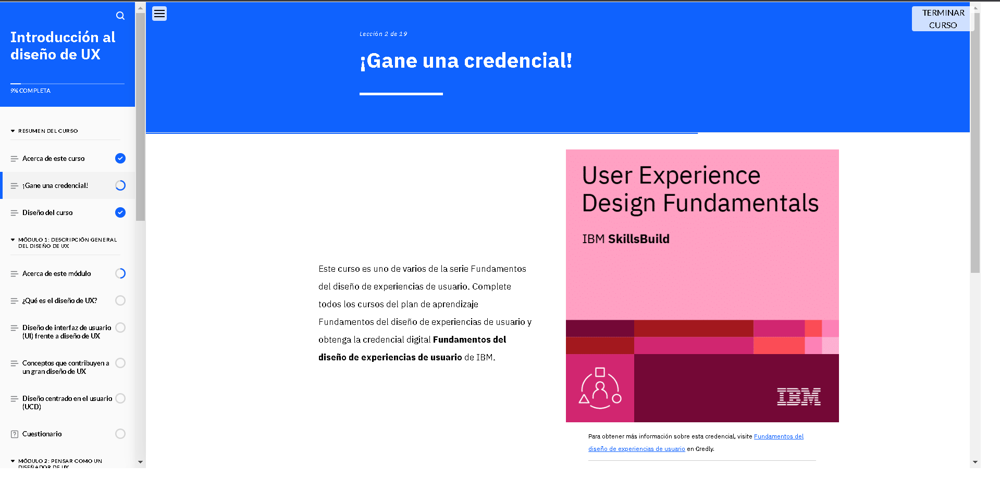 Introducción al
diseño de UX
9% COMPLETA
RESUMEN DEL CURSO
Acerca de este curso
¡Gane una credencial!
Diseño del curso
MÓDULO 1: DESCRIPCIÓN GENERAL
DEL DISEÑO DE UX
Acerca de este módulo
¿Qué es el diseño de UX?
Diseño de interfaz de usuario
(UI) frente a diseño de UX
Conceptos que contribuyen a
un gran diseño de UX
Diseño centrado en el usuario
(UCD)
Cuestionario
MÓDULO 2: PENSAR COMO UN
DISEÑADOR DE UX
TERMINAR
CURSO
Lección 2 de 19
¡Gane una credencial!
Este curso es uno de varios de la serie Fundamentos
del diseño de experiencias de usuario. Complete
todos los cursos del plan de aprendizaje
Fundamentos del diseño de experiencias de usuario y
obtenga la credencial digital Fundamentos del
diseño de experiencias de usuario de IBM.
User Experience
Design Fundamentals
IBM SkillsBuild
IBM
Para obtener más información sobre esta credencial, visite Fundamentos del
diseño de experiencias de usuario en Credly.